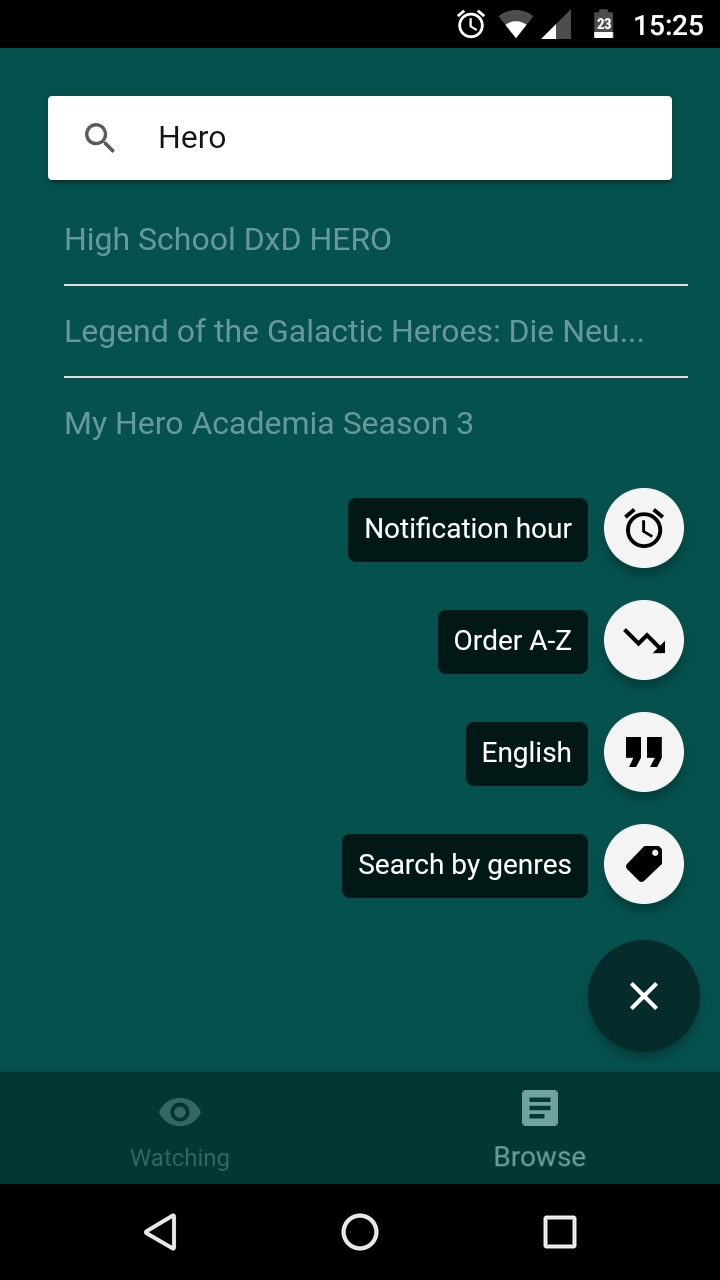 23 15:25
Hero
High School DxD HERO
Legend of the Galactic Heroes: Die Neu...
My Hero Academia Season 3
Notification hour
Order A-Z
English
Search by genres
Watching
Browse